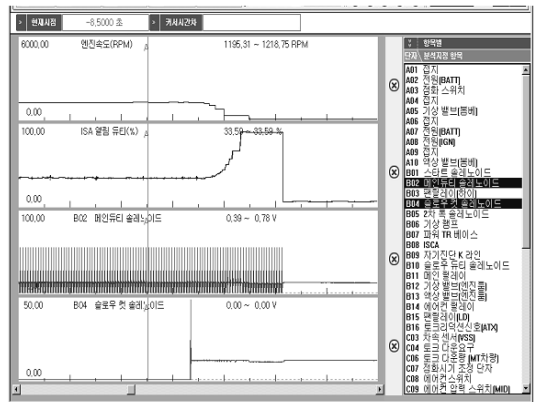 현재시점 -8,5000 초 커서시간차
6000,00 엔진속도(RPM) A 1195,31 ~ 1218,75 RPM
0,00
100,00 ISA 열림 듀티(%) A 33,59 ~ 33,59 %
0,00
100,00 B02 메인듀티 솔레노이드 0,39 ~ 0,78 V
0,00
50,00 B04 슬로우 컷 솔레노이드 0,00 ~ 0,00 V
0,00
항목별
단자 분석지정 항목
A01 접지
A02 전원(BATT)
A03 점화 스위치
A04 접지
A05 기상 밸브(봄베)
A06 접지
A07 전원(BATT)
A08 전원(IGN)
A09 접지
A10 액상 밸브(봄베)
B01 스타트 솔레노이드
B02 메인듀티 솔레노이드
B03 팬릴레이(하이)
B04 슬로우 컷 솔레노이드
B05 2차 록 솔레노이드
B06 기상 램프
B07 파워 TR 베이스
B08 ISCA
B09 자기진단 K 라인
B10 슬로우 듀티 솔레노이드
B11 메인 릴레이
B12 기상 밸브(엔진룸)
B13 액상 밸브(엔진룸)
B14 에어컨 릴레이
B15 팬릴레이(LD)
B16 토크리덕션신호(ATX)
C03 차속 센서(VSS)
C04 토크 다운요구
C06 토크 다운량(MT차량)
C07 점화시기 조정 단자
C08 에어컨스위치
C09 에어컨 압력 스위치(MID)